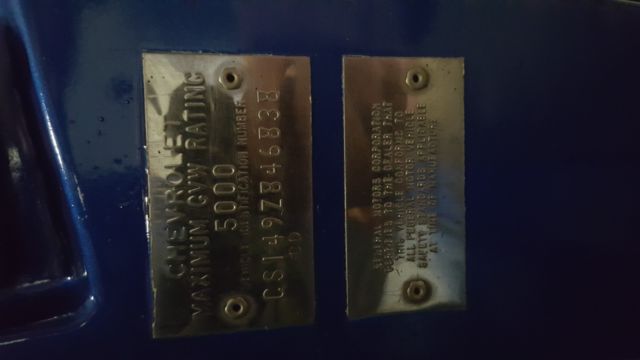 CHEVROLET
MAXIMUM GVW RATING
5000
VEHICLE IDENTIFICATION NUMBER
CS149Z846838
GENERAL MOTORS CORPORATION
CERTIFIES TO THE DEALER THAT
THIS VEHICLE CONFORMS TO
ALL FEDERAL MOTOR VEHICLE
SAFETY STANDARDS APPLICABLE
AT TIME OF MANUFACTURE